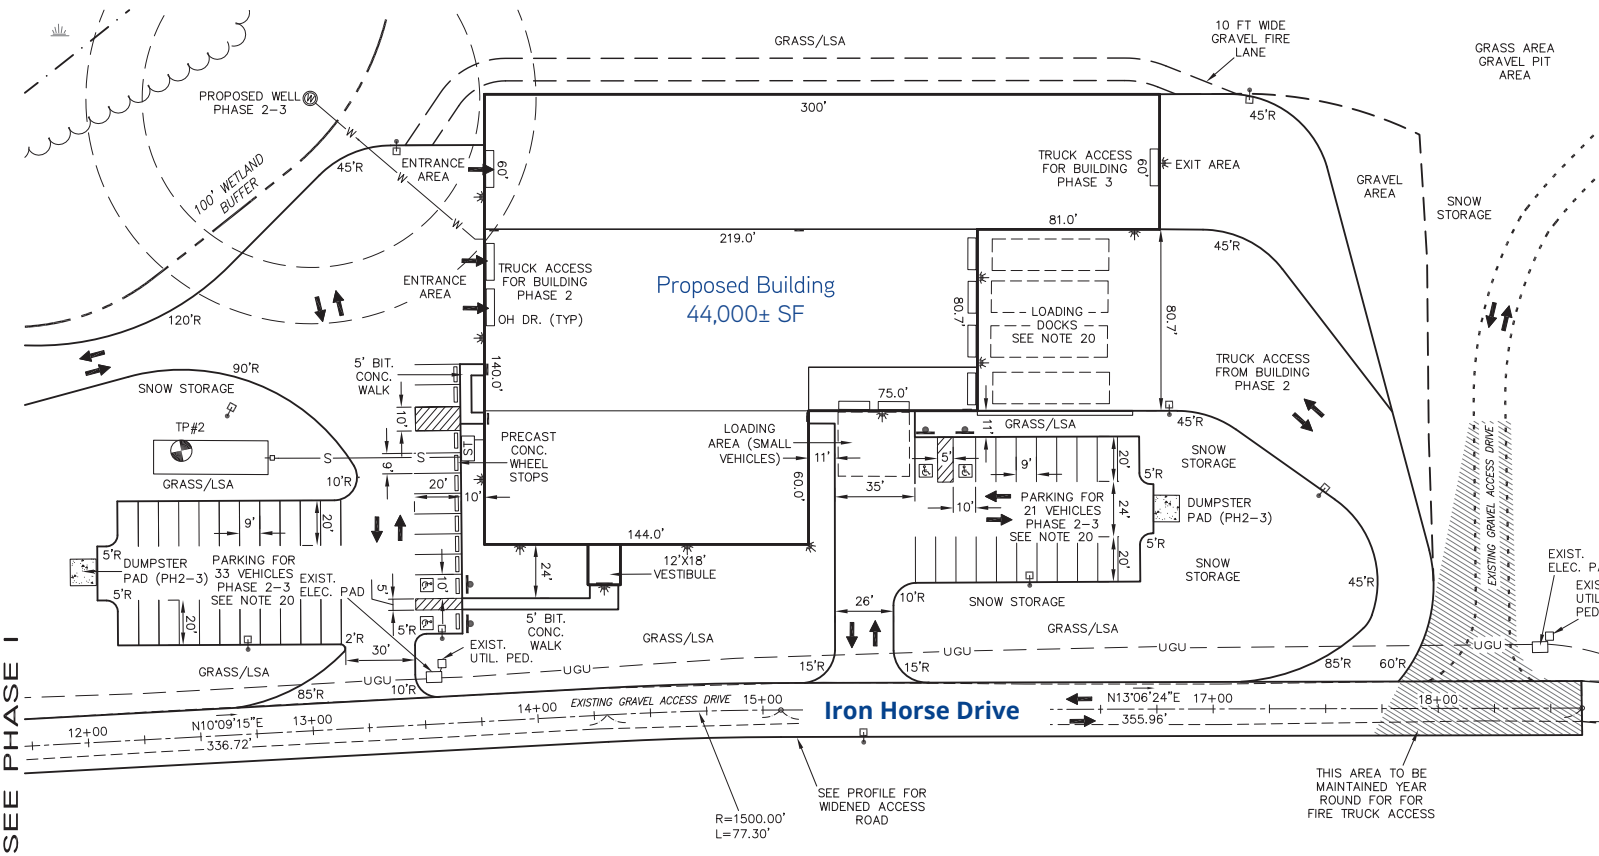 GRASS/LSA
10 FT WIDE
GRAVEL FIRE
LANE
GRASS AREA
GRAVEL PIT
AREA
PROPOSED WELL
PHASE 2-3
W
300'
45'R
W
45'R
ENTRANCE
AREA
60'
TRUCK ACCESS
FOR BUILDING
PHASE 3
60'
EXIT AREA
W
100' WETLAND
BUFFER
GRAVEL
AREA
SNOW
STORAGE
W
W
81.0'
219.0'
45'R
ENTRANCE
AREA
TRUCK ACCESS
FOR BUILDING
PHASE 2
OH DR. (TYP)
Proposed Building
44,000± SF
80.7'
LOADING
DOCKS
SEE NOTE 20
80.7'
120'R
TRUCK ACCESS
FROM BUILDING
PHASE 2
5' BIT.
CONC.
WALK
140.0'
90'R
SNOW STORAGE
75.0'
10'
TP#2
PRECAST
CONC.
WHEEL
STOPS
LOADING
AREA (SMALL
VEHICLES)
11'
11'
GRASS/LSA
45'R
SNOW
STORAGE
S
S
ST
9'
GRASS/LSA
10'R
20'
10'
60.0'
35'
5'
9'
20'
5'R
10'
PARKING FOR
21 VEHICLES
PHASE 2-3
SEE NOTE 20
24'
DUMPSTER
PAD (PH2-3)
5'R
20'
EXISTING GRAVEL ACCESS DRIVE
9'
20'
144.0'
5'R
DUMPSTER
PAD (PH2-3)
5'R
PARKING FOR
33 VEHICLES
PHASE 2-3
SEE NOTE 20
20'
EXIST.
ELEC. PAD
5'
10'
24'
12'X18'
VESTIBULE
SNOW
STORAGE
45'R
EXIST.
ELEC. PA
EXIS
UTIL
PED.
10'R
SNOW STORAGE
26'
GRASS/LSA
5' BIT.
CONC.
WALK
5'R
2'R
30'
EXIST.
UTIL. PED.
GRASS/LSA
GRASS/LSA
UGU
UGU
UGU
UGU
UGU
85'R
10'R
15'R
15'R
85'R
60'R
SEE PHASE I
12+00
N10°09'15"E
336.72'
13+00
14+00
EXISTING GRAVEL ACCESS DRIVE
15+00
Iron Horse Drive
N13°06'24"E
355.96'
17+00
18+00
R=1500.00'
L=77.30'
SEE PROFILE FOR
WIDENED ACCESS
ROAD
THIS AREA TO BE
MAINTAINED YEAR
ROUND FOR FOR
FIRE TRUCK ACCESS